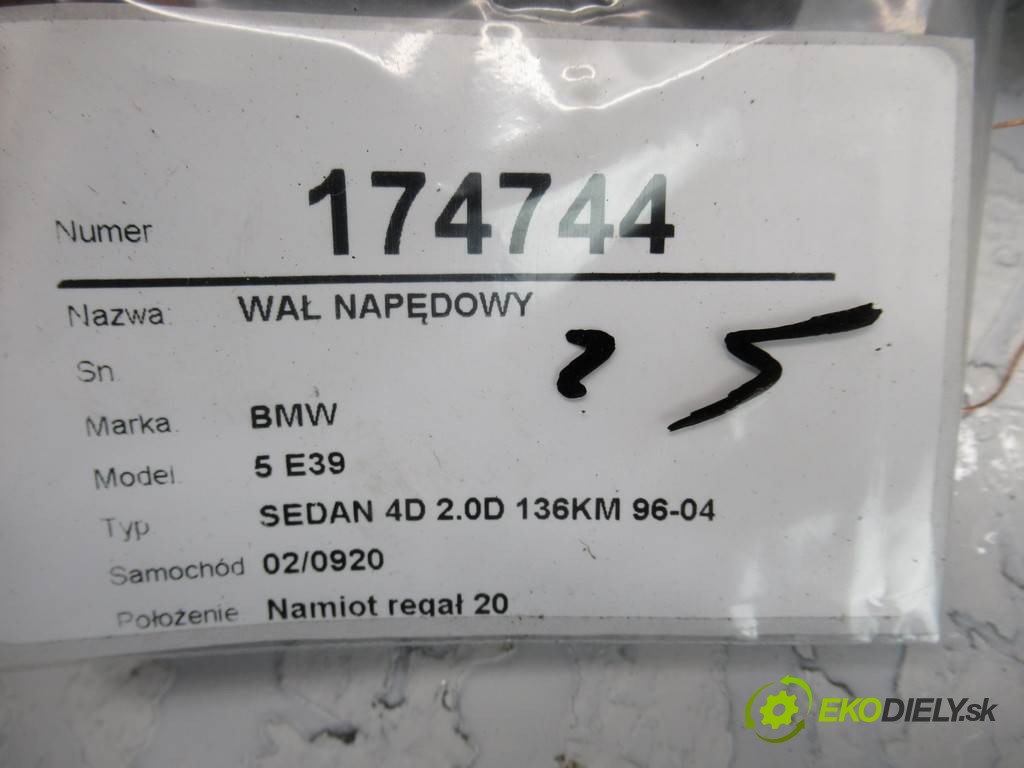 Numer 174744
Nazwa: WAŁ NAPĘDOWY
25
Sn.
Marka. BMW
Model. 5 E39
Typ SEDAN 4D 2.0D 136KM 96-04
Samochód 02/0920
Położenie. Namiot regał 20
EKODIELY.sk